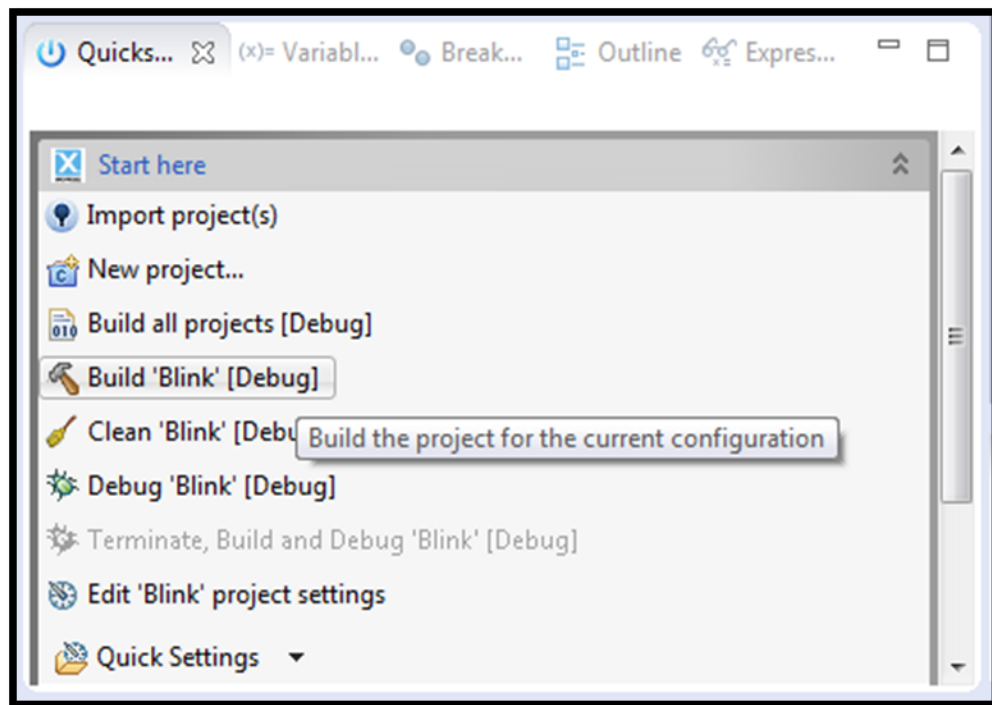 Quicks... (x)= Variabl... Break... Outline Expres...
Start here
Import project(s)
New project...
Build all projects [Debug]
Build 'Blink' [Debug]
Clean 'Blink' [Debu
Build the project for the current configuration
Debug 'Blink' [Debug]
Terminate, Build and Debug 'Blink' [Debug]
Edit 'Blink' project settings
Quick Settings